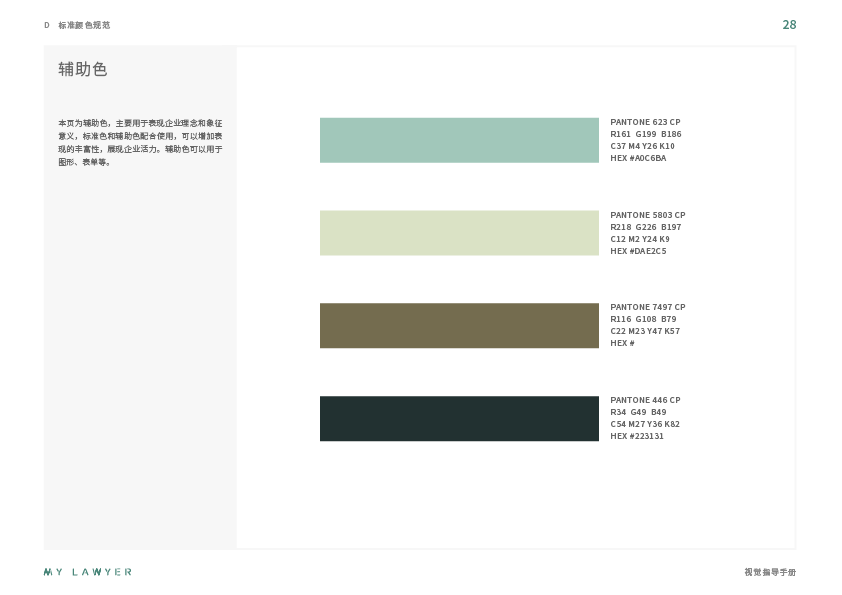 D 标准颜色规范
28
辅助色
本页为辅助色，主要用于表现企业理念和象征
意义，标准色和辅助色配合使用，可以增加表
现的丰富性，展现企业活力。辅助色可以用于
图形、表单等。
PANTONE 623 CP
R161 G199 B186
C37 M4 Y26 K10
HEX #A0C6BA
PANTONE 5803 CP
R218 G226 B197
C12 M2 Y24 K9
HEX #DAE2C5
PANTONE 7497 CP
R116 G108 B79
C22 M23 Y47 K57
HEX #
PANTONE 446 CP
R34 G49 B49
C54 M27 Y36 K82
HEX #223131
MY LAWYER
视觉指导手册